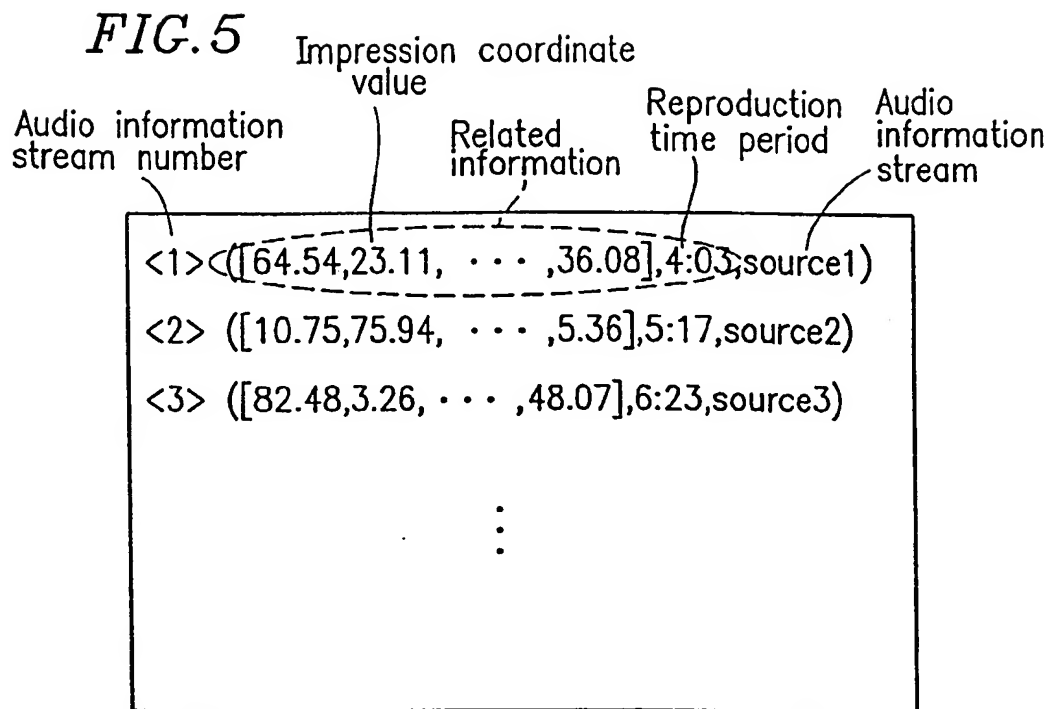 FIG.5
Impression coordinate
value
Audio information
stream number
Related
information
Reproduction
time period
Audio
information
stream
<1> ([64.54,23.11, ··· ,36.08],4:03,source1)
<2> ([10.75,75.94, ··· ,5.36],5:17,source2)
<3> ([82.48,3.26, ··· ,48.07],6:23,source3)